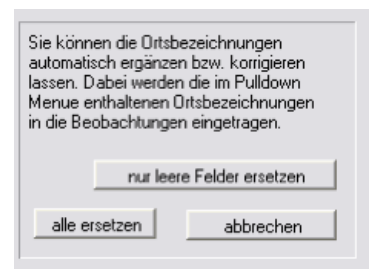 Sie können die Ortsbezeichnungen
automatisch ergänzen bzw. korrigieren
lassen. Dabei werden die im Pulldown
Menue enthaltenen Ortsbezeichnungen
in die Beobachtungen eingetragen.
nur leere Felder ersetzen
alle ersetzen
abbrechen